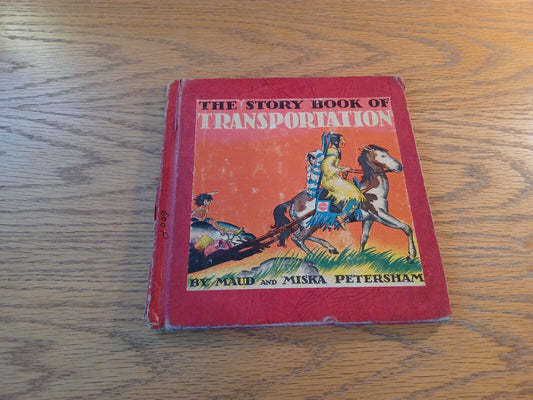 THE STORY BOOK OF
TRANSPORTATION
BY MAUD AND MISKA PETERSHAM